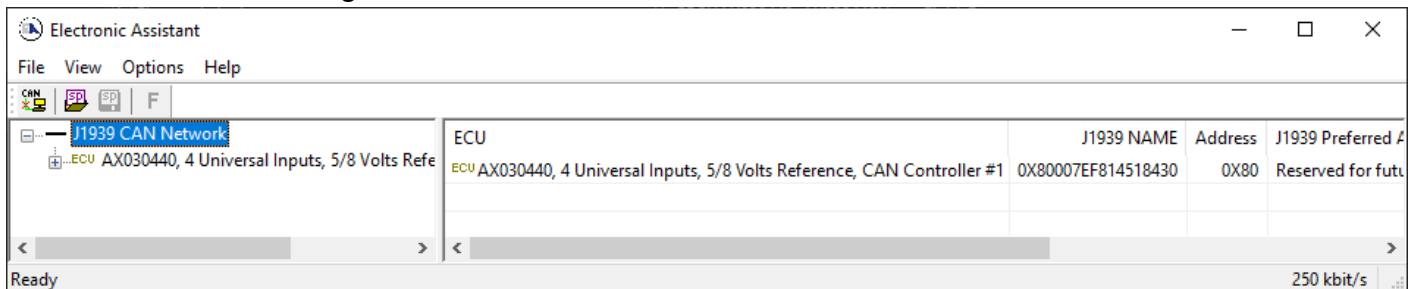 Electronic Assistant
File View Options Help
CAN SP SP F
J1939 CAN Network
ECU AX030440, 4 Universal Inputs, 5/8 Volts Refe
ECU J1939 NAME Address J1939 Preferred A
ECU AX030440, 4 Universal Inputs, 5/8 Volts Reference, CAN Controller #1 0X80007EF814518430 0X80 Reserved for futu
Ready 250 kbit/s